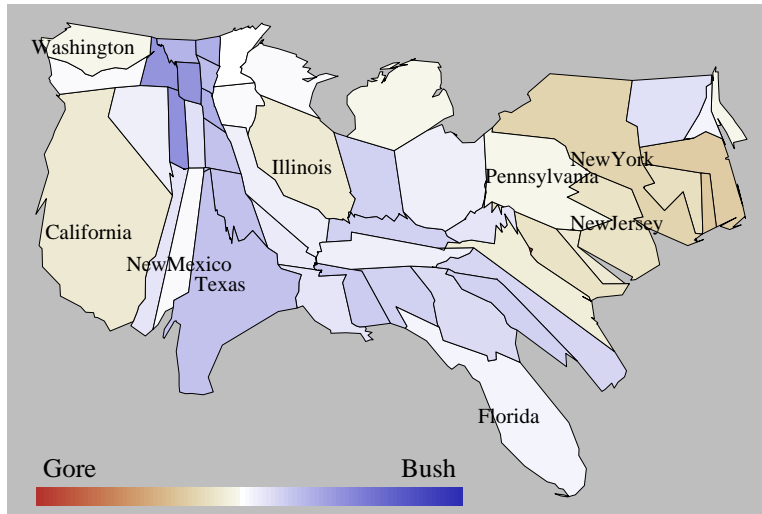 Washington
NewYork
Illinois
Pennsylvania
NewJersey
California
NewMexico
Texas
Florida
Gore
Bush